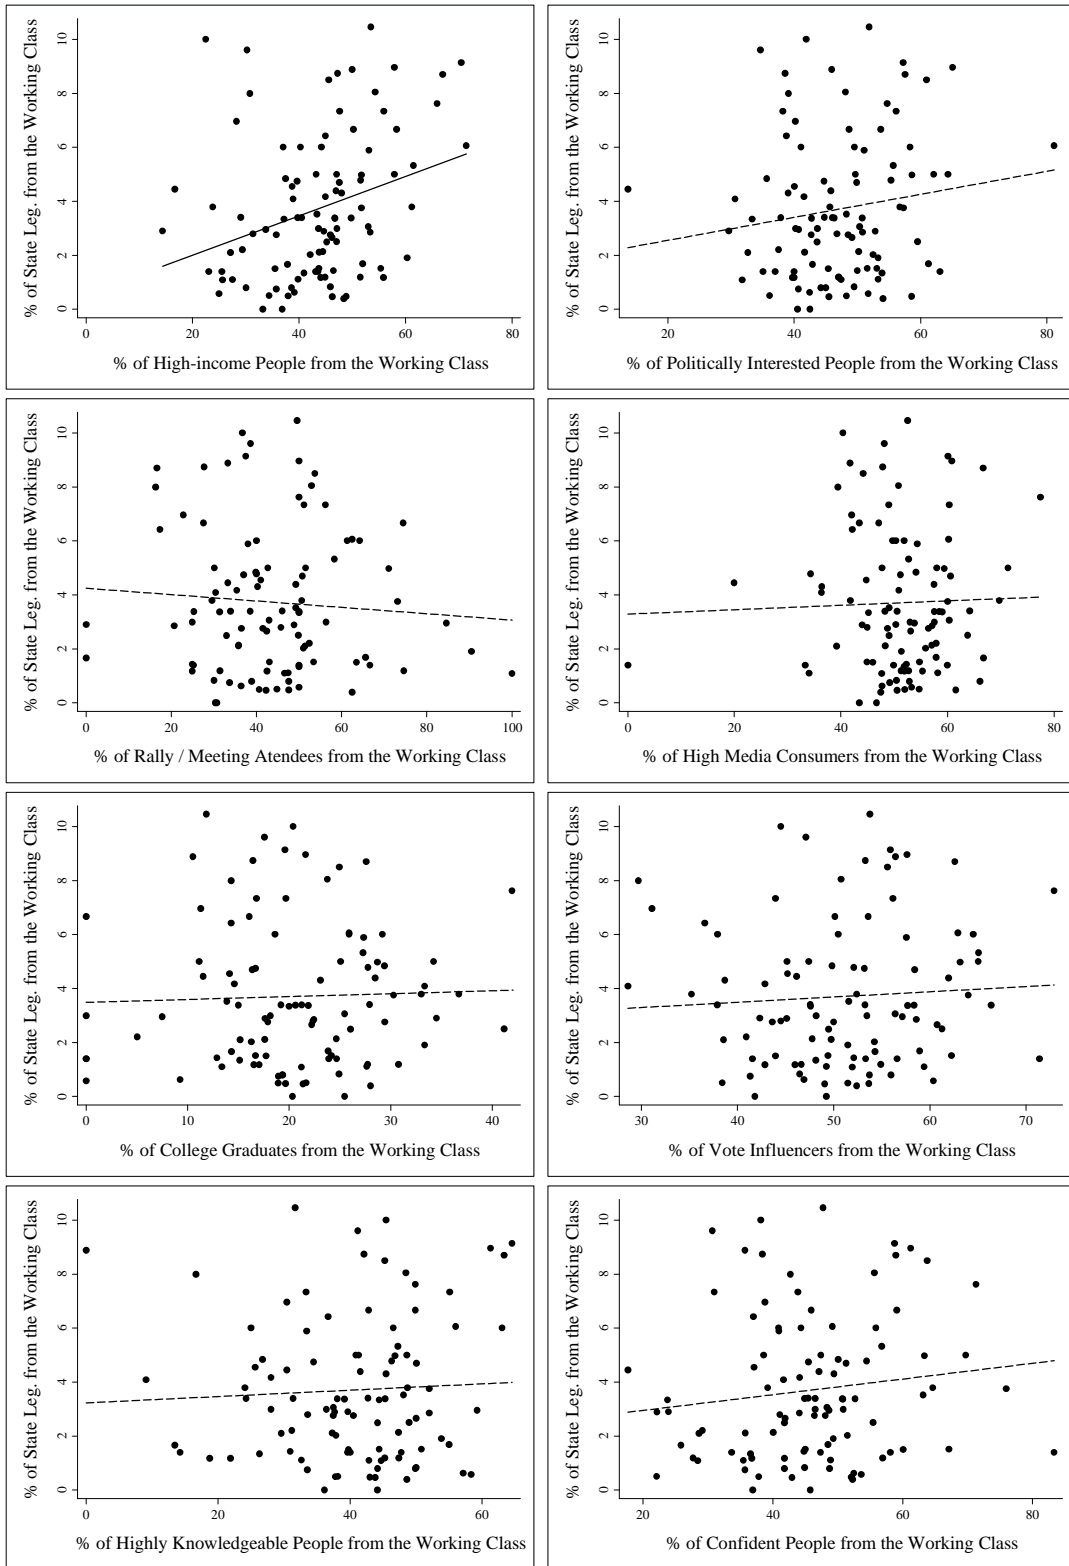 % of State Leg. from the Working Class
10
8
6
4
2
0
0 20 40 60 80
% of High-income People from the Working Class
% of State Leg. from the Working Class
10
8
6
4
2
0
20 40 60 80
% of Politically Interested People from the Working Class
% of State Leg. from the Working Class
10
8
6
4
2
0
0 20 40 60 80 100
% of Rally / Meeting Atendees from the Working Class
% of State Leg. from the Working Class
10
8
6
4
2
0
0 20 40 60 80
% of High Media Consumers from the Working Class
% of State Leg. from the Working Class
10
8
6
4
2
0
0 10 20 30 40
% of College Graduates from the Working Class
% of State Leg. from the Working Class
10
8
6
4
2
0
30 40 50 60 70
% of Vote Influencers from the Working Class
% of State Leg. from the Working Class
10
8
6
4
2
0
0 20 40 60
% of Highly Knowledgeable People from the Working Class
% of State Leg. from the Working Class
10
8
6
4
2
0
20 40 60 80
% of Confident People from the Working Class